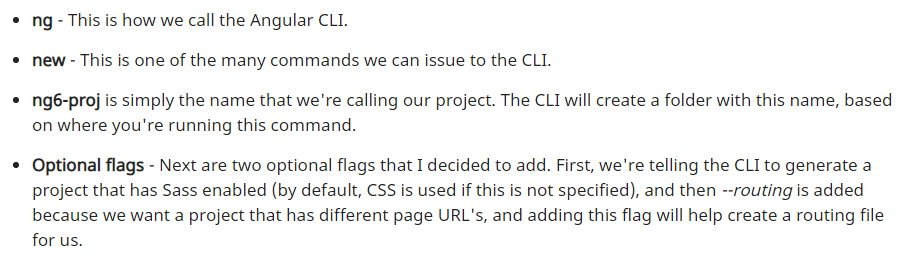 • ng - This is how we call the Angular CLI.
• new - This is one of the many commands we can issue to the CLI.
• ng6-proj is simply the name that we're calling our project. The CLI will create a folder with this name, based
on where you're running this command.
• Optional flags - Next are two optional flags that I decided to add. First, we're telling the CLI to generate a
project that has Sass enabled (by default, CSS is used if this is not specified), and then --routing is added
because we want a project that has different page URL's, and adding this flag will help create a routing file
for us.